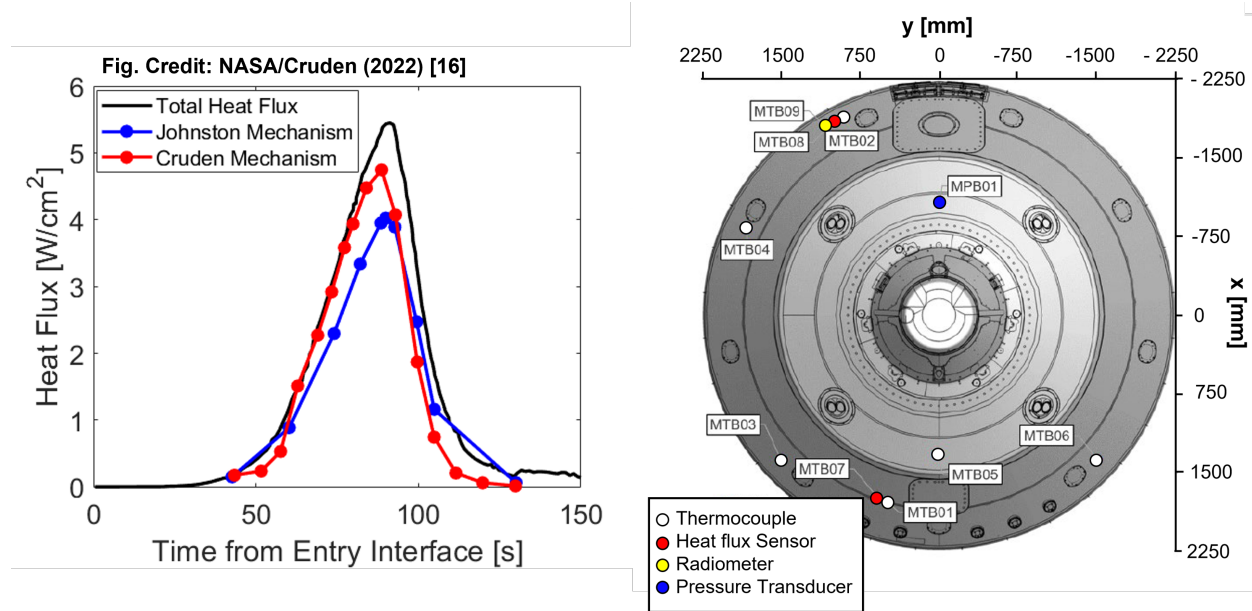 Fig. Credit: NASA/Cruden (2022) [16]
6
5
4
3
2
1
0
Heat Flux [W/cm²]
Total Heat Flux
Johnston Mechanism
Cruden Mechanism
0 50 100 150
Time from Entry Interface [s]
y [mm]
2250 1500 750 0 -750 -1500 - 2250
- 2250
-1500
-750
0
750
1500
2250
x [mm]
MTB09
MTB08
MTB02
MPB01
MTB04
MTB03
MTB06
MTB07
MTB05
MTB01
Thermocouple
Heat flux Sensor
Radiometer
Pressure Transducer